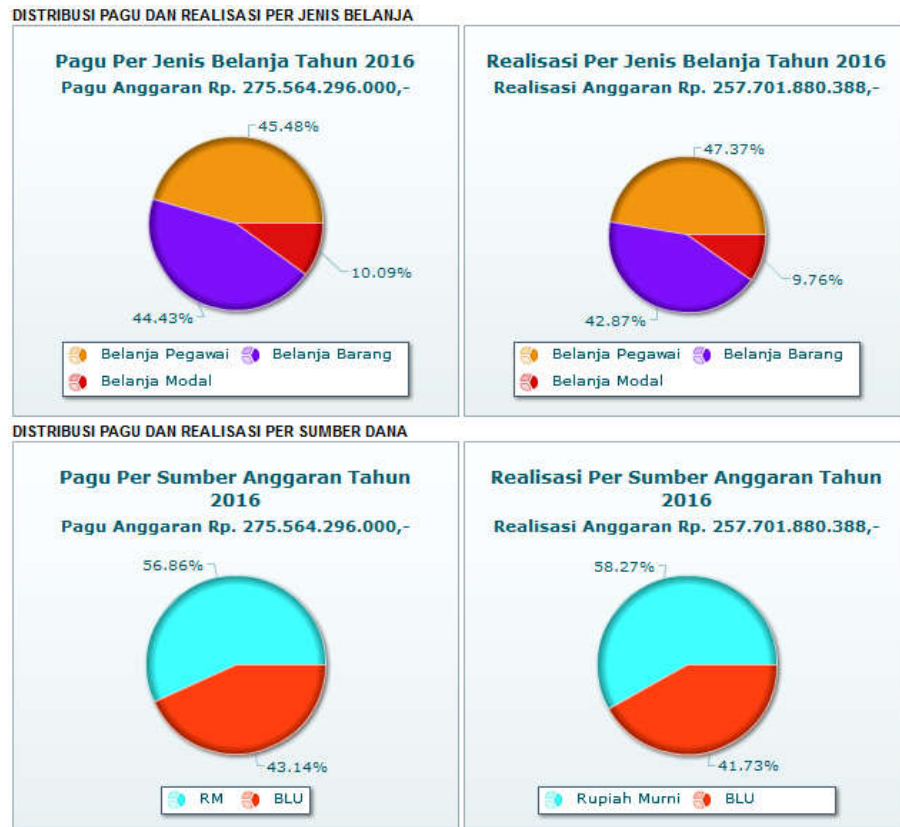 DISTRIBUSI PAGU DAN REALISASI PER JENIS BELANJA
Pagu Per Jenis Belanja Tahun 2016
Pagu Anggaran Rp. 275.564.296.000,-
45.48%
10.09%
44.43%
Belanja Pegawai Belanja Barang
Belanja Modal
Realisasi Per Jenis Belanja Tahun 2016
Realisasi Anggaran Rp. 257.701.880.388,-
47.37%
9.76%
42.87%
Belanja Pegawai Belanja Barang
Belanja Modal
DISTRIBUSI PAGU DAN REALISASI PER SUMBER DANA
Pagu Per Sumber Anggaran Tahun
2016
Pagu Anggaran Rp. 275.564.296.000,-
56.86%
43.14%
RM BLU
Realisasi Per Sumber Anggaran Tahun
2016
Realisasi Anggaran Rp. 257.701.880.388,-
58.27%
41.73%
Rupiah Murni BLU